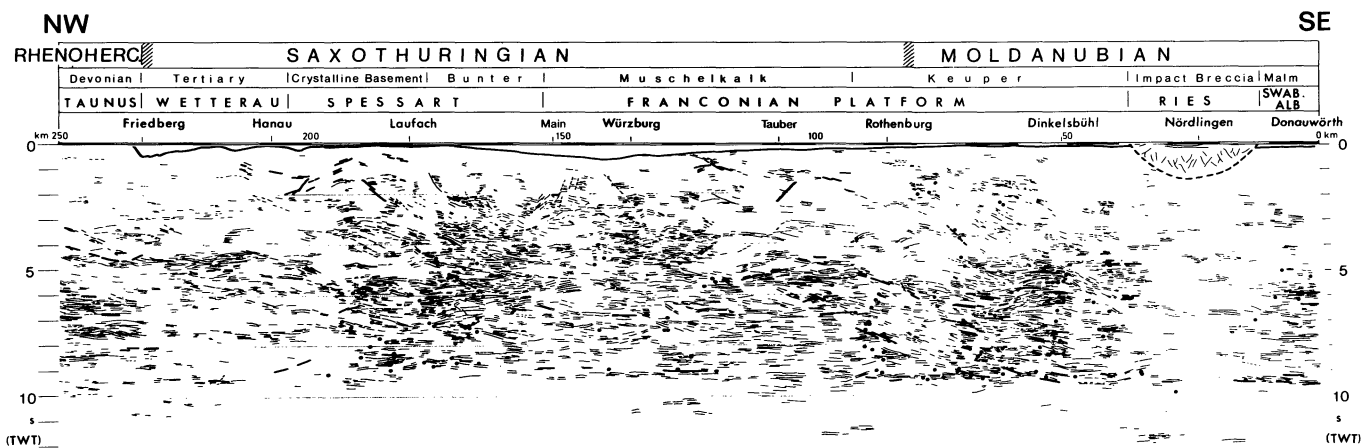 NW SE
RHENOHERC. SAXOTHURINGIAN MOLDANUBIAN
Devonian Tertiary Crystalline Basement Bunter Muschelkalk Keuper Impact Breccia Malm
TAUNUS WETTERAU SPESSART FRANCONIAN PLATFORM RIES SWAB. ALB.
Friedberg Hanau Laufach Main Würzburg Tauber Rothenburg Dinkelsbühl Nördlingen Donauwörth
km 250 200 150 100 50 0 km
0 0
5 5
10 10
s s
(TWT) (TWT)